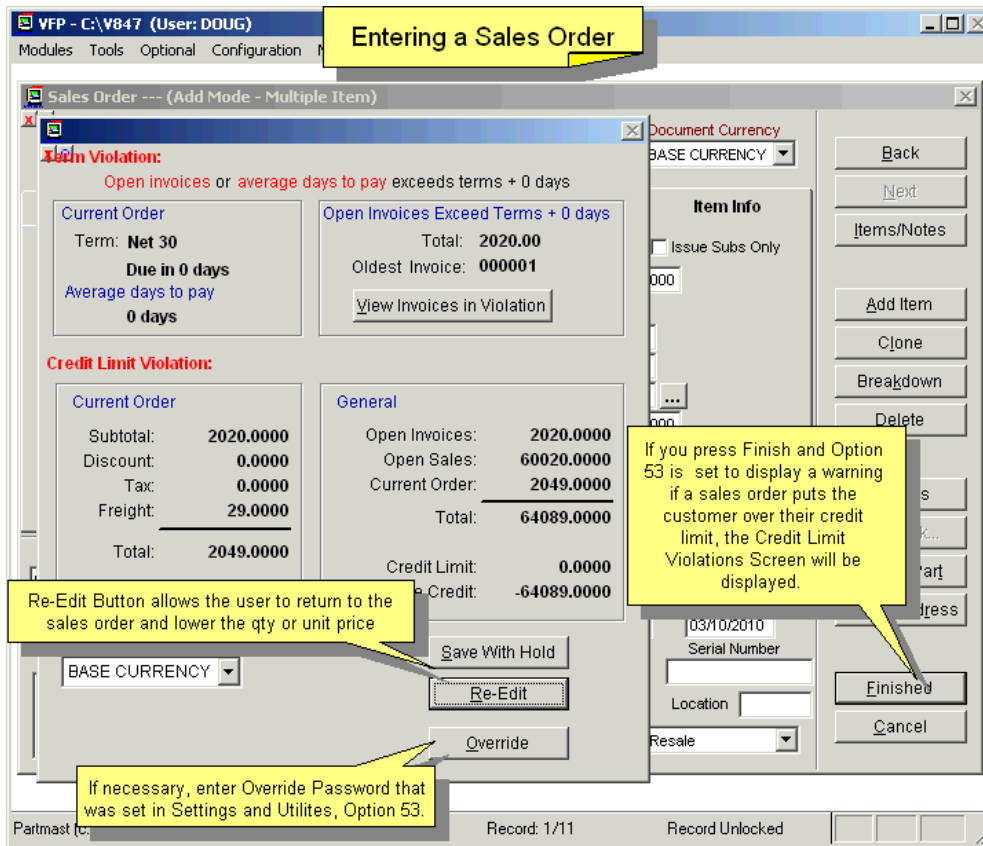 VFP - C:\V847 (User: DOUG)
Modules Tools Optional Configuration
Entering a Sales Order
Sales Order --- (Add Mode - Multiple Item)
Document Currency
BASE CURRENCY
Item Info
Issue Subs Only
000
...
000
03/10/2010
Serial Number
Location
Resale
Back
Next
Items/Notes
Add Item
Clone
Breakdown
Delete
Finished
Cancel
Term Violation:
Open invoices or average days to pay exceeds terms + 0 days
Current Order
Term: Net 30
Due in 0 days
Average days to pay
0 days
Open Invoices Exceed Terms + 0 days
Total: 2020.00
Oldest Invoice: 000001
View Invoices in Violation
Credit Limit Violation:
Current Order
Subtotal: 2020.0000
Discount: 0.0000
Tax: 0.0000
Freight: 29.0000
Total: 2049.0000
General
Open Invoices: 2020.0000
Open Sales: 60020.0000
Current Order: 2049.0000
Total: 64089.0000
Credit Limit: 0.0000
Credit: -64089.0000
BASE CURRENCY
Save With Hold
Re-Edit
Override
Re-Edit Button allows the user to return to the
sales order and lower the qty or unit price
If necessary, enter Override Password that
was set in Settings and Utilites, Option 53.
If you press Finish and Option
53 is set to display a warning
if a sales order puts the
customer over their credit
limit, the Credit Limit
Violations Screen will be
displayed.
Partmast
Record: 1/11
Record Unlocked